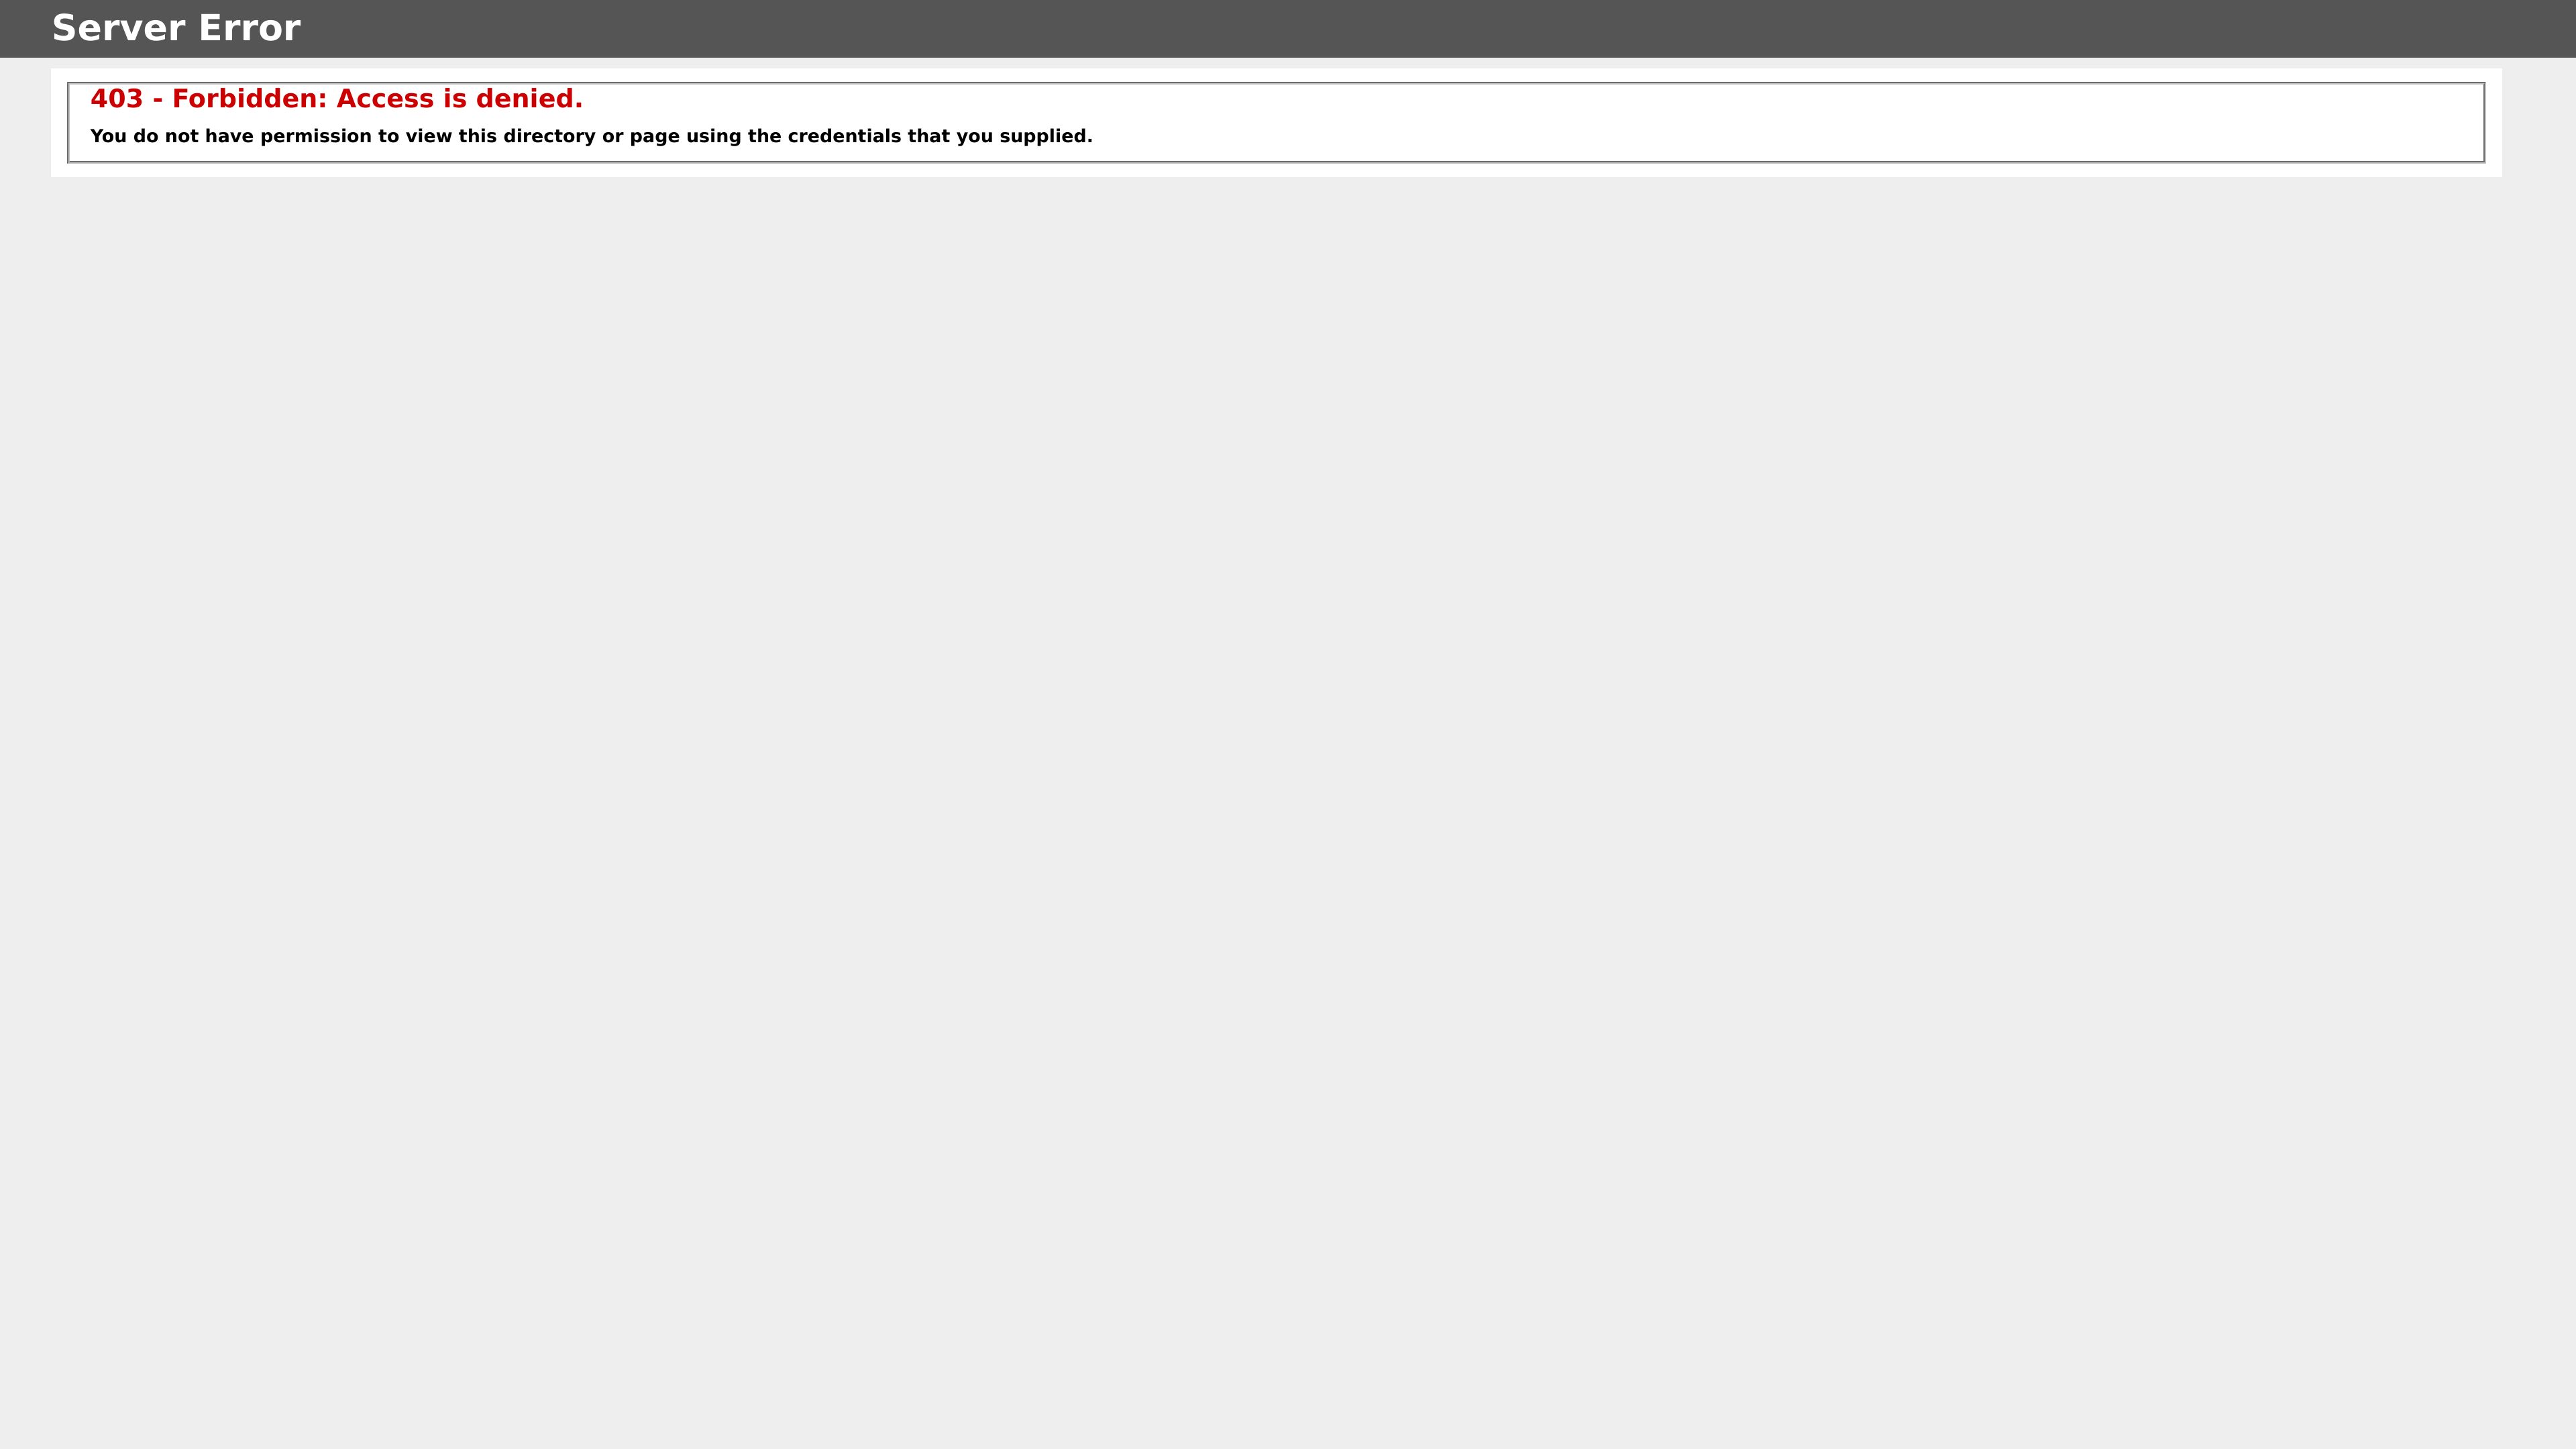 Server Error
403 - Forbidden: Access is denied.
You do not have permission to view this directory or page using the credentials that you supplied.